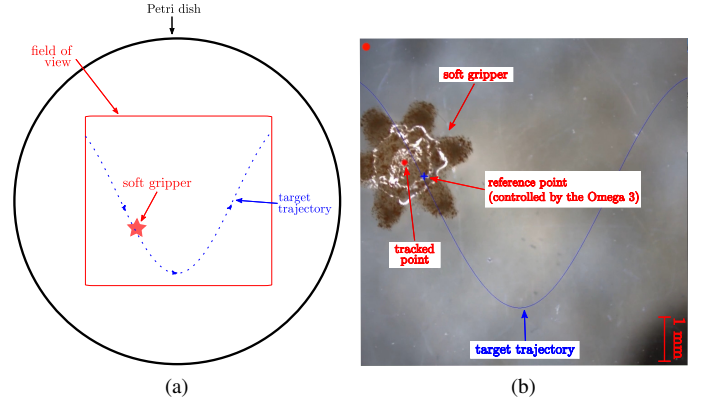 Petri dish
field of
view
soft gripper
target
trajectory
(a)
soft gripper
reference point
(controlled by the Omega 3)
tracked
point
target trajectory
1 mm
(b)